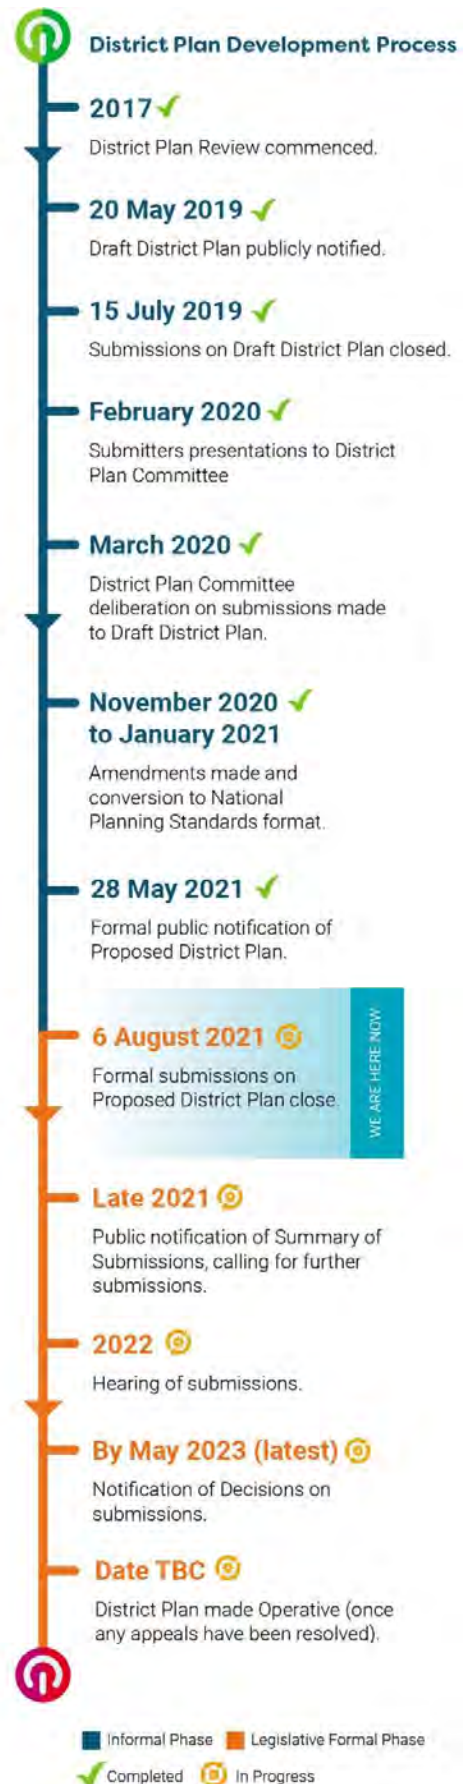 District Plan Development Process
2017
District Plan Review commenced.
20 May 2019
Draft District Plan publicly notified.
15 July 2019
Submissions on Draft District Plan closed.
February 2020
Submitters presentations to District
Plan Committee
March 2020
District Plan Committee
deliberation on submissions made
to Draft District Plan.
November 2020
to January 2021
Amendments made and
conversion to National
Planning Standards format.
28 May 2021
Formal public notification of
Proposed District Plan.
6 August 2021
Formal submissions on
Proposed District Plan close.
WE ARE HERE NOW
Late 2021
Public notification of Summary of
Submissions, calling for further
submissions.
2022
Hearing of submissions.
By May 2023 (latest)
Notification of Decisions on
submissions.
Date TBC
District Plan made Operative (once
any appeals have been resolved).
Informal Phase Legislative Formal Phase
Completed In Progress